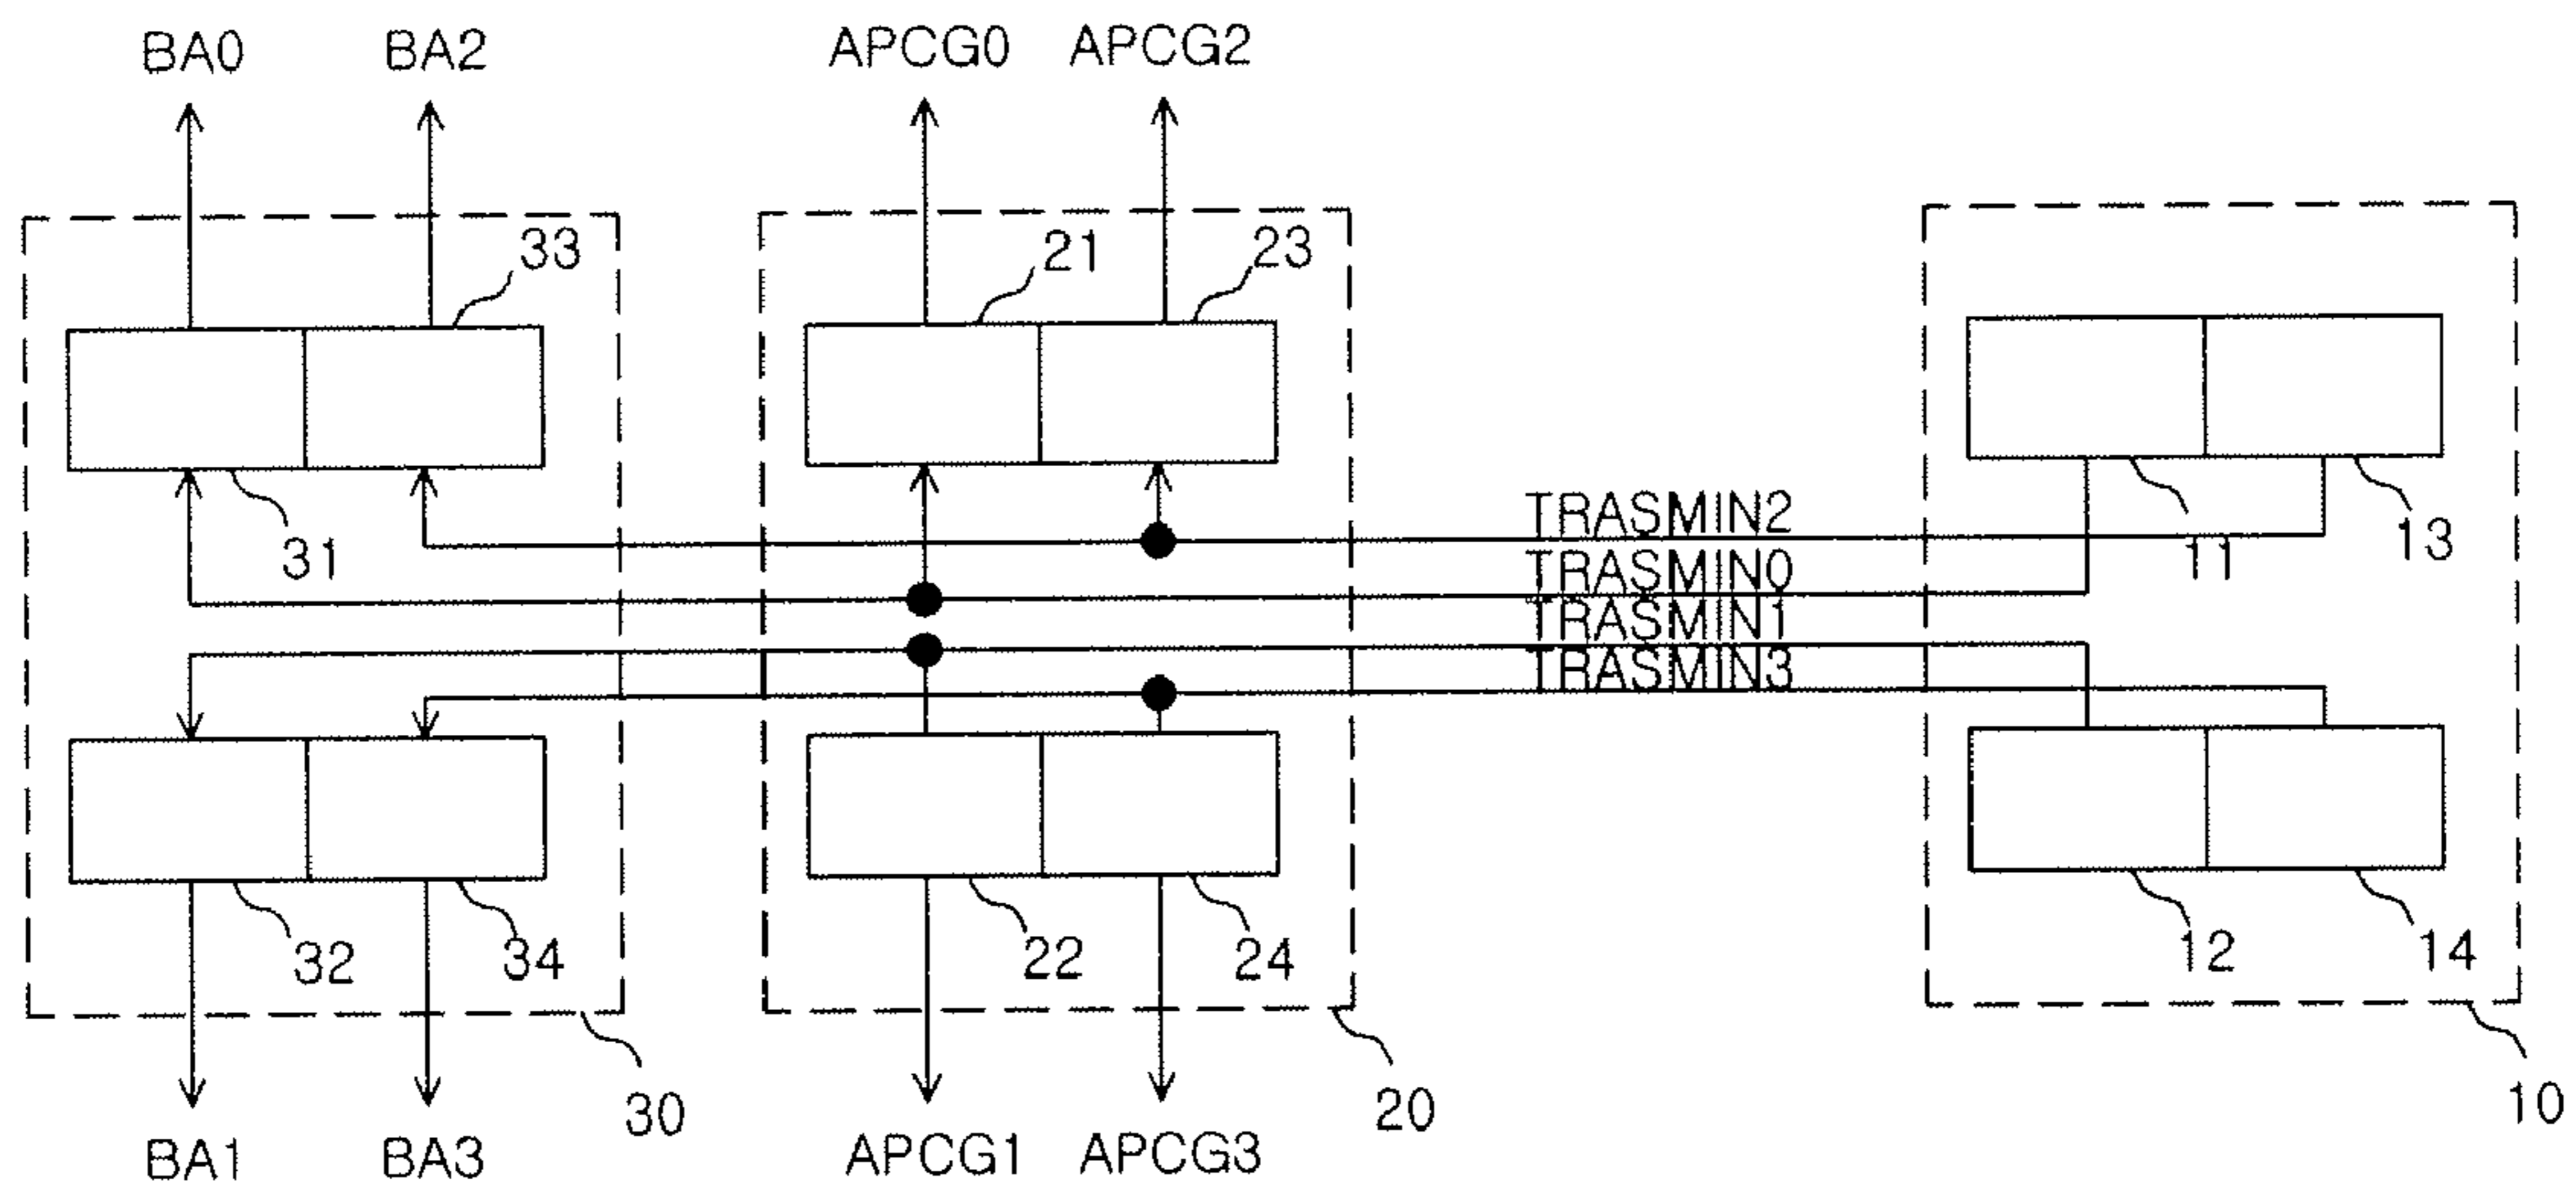 BA0 BA2 APCG0 APCG2
33 21 23
31 TRASMIN2 11 13
TRASMIN0
TRASMIN1
TRASMIN3
32 34 22 24 12 14
30 20 10
BA1 BA3 APCG1 APCG3